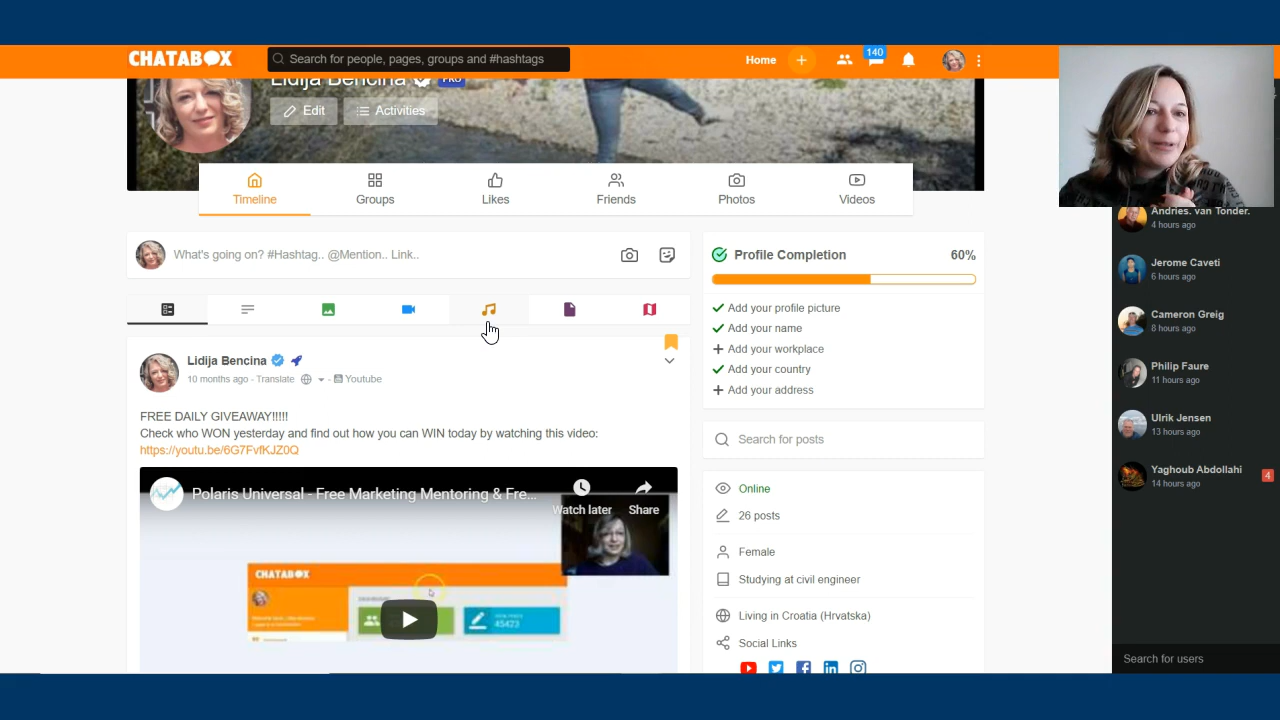 CHATABOX
Search for people, pages, groups and #hashtags
Home
140
Lidija Bencina PRO
Edit
Activities
Timeline
Groups
Likes
Friends
Photos
Videos
What's going on? #Hashtag.. @Mention.. Link..
Lidija Bencina
10 months ago - Translate - Youtube
FREE DAILY GIVEAWAY!!!!!
Check who WON yesterday and find out how you can WIN today by watching this video:
https://youtu.be/6G7FvfKJZ0Q
Polaris Universal - Free Marketing Mentoring & Fre...
Watch later
Share
CHATABOX
45423
Profile Completion 60%
Add your profile picture
Add your name
Add your workplace
Add your country
Add your address
Search for posts
Online
26 posts
Female
Studying at civil engineer
Living in Croatia (Hrvatska)
Social Links
Andries. van Tonder.
4 hours ago
Jerome Caveti
6 hours ago
Cameron Greig
8 hours ago
Philip Faure
11 hours ago
Ulrik Jensen
13 hours ago
Yaghoub Abdollahi
14 hours ago
4
Search for users